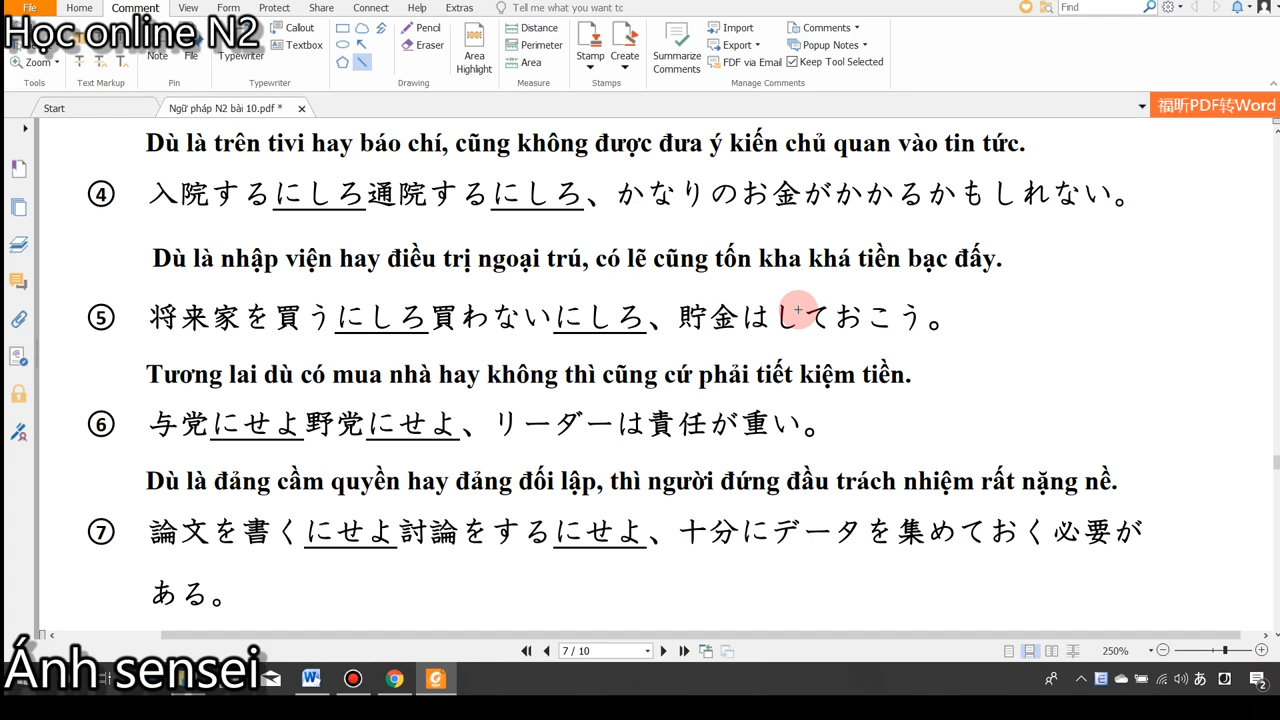 File Home Comment View Form Protect Share Connect Help Extras Tell me what you want tc Find
Học online N2
Callout Pencil Distance Import Comments
Textbox Eraser Perimeter Export Popup Notes
Zoom Note File Typewriter Area Highlight Area Stamp Create Summarize Comments FDF via Email Keep Tool Selected
Tools Text Markup Pin Typewriter Drawing Measure Stamps Manage Comments
Start Ngữ pháp N2 bài 10.pdf * 福昕PDF转Word
Dù là trên tivi hay báo chí, cũng không được đưa ý kiến chủ quan vào tin tức.
④ 入院するにしろ通院するにしろ、かなりのお金がかかるかもしれない。
Dù là nhập viện hay điều trị ngoại trú, có lẽ cũng tốn kha khá tiền bạc đấy.
⑤ 将来家を買うにしろ買わないにしろ、貯金はしておこう。
Tương lai dù có mua nhà hay không thì cũng cứ phải tiết kiệm tiền.
⑥ 与党にせよ野党にせよ、リーダーは責任が重い。
Dù là đảng cầm quyền hay đảng đối lập, thì người đứng đầu trách nhiệm rất nặng nề.
⑦ 論文を書くにせよ討論をするにせよ、十分にデータを集めておく必要が
ある。
7 / 10 250%
Ánh sensei
あ 2